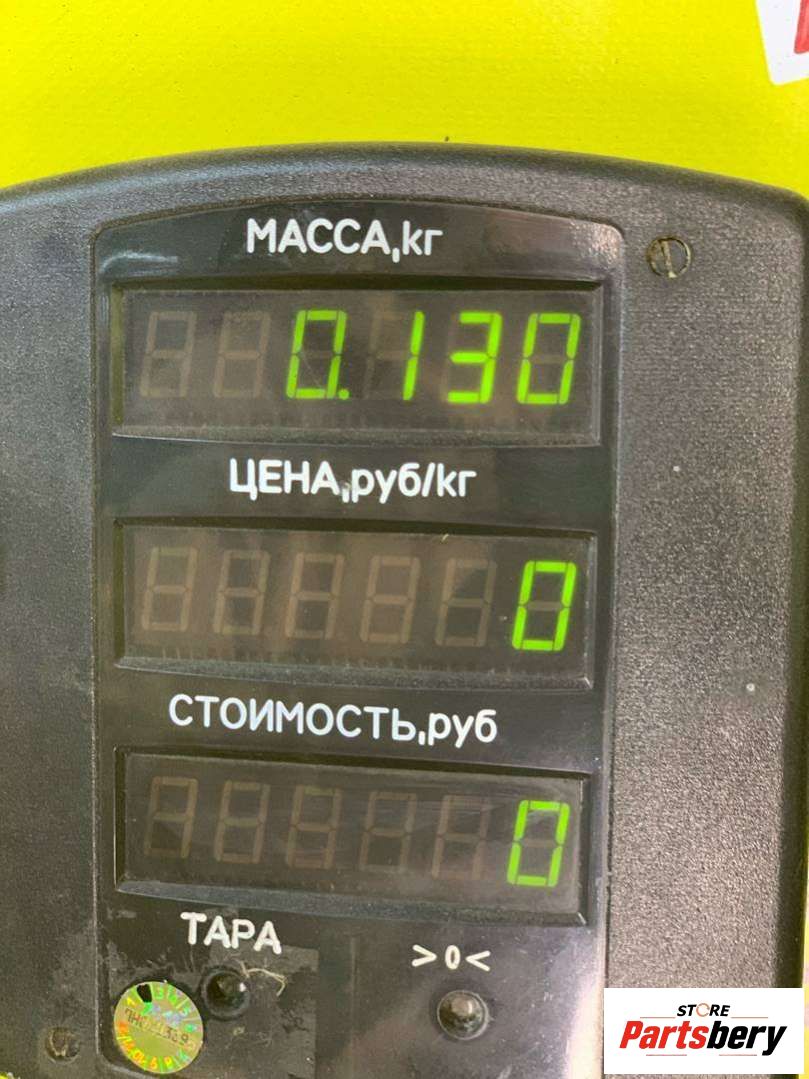 МАССА,кг
0.130
ЦЕНА,руб/кг
0
СТОИМОСТЬ,руб
0
ТАРА
>0<
STORE
Partsbery